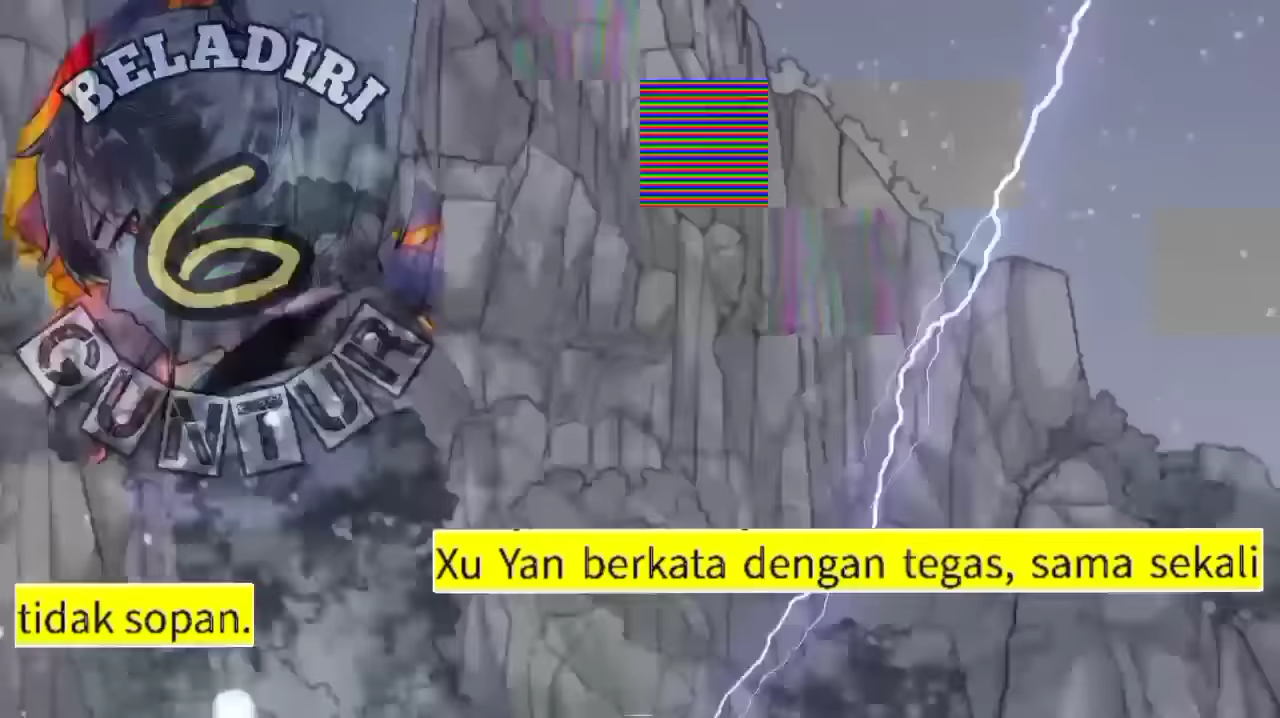 BELADIRI
6
GUNTUR
Xu Yan berkata dengan tegas, sama sekali
tidak sopan.